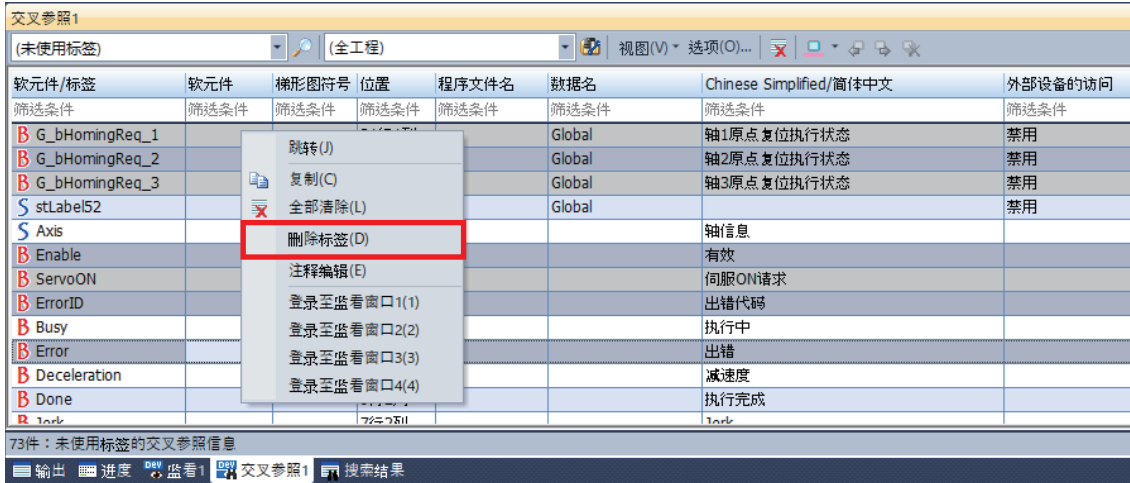 交叉参照1
(未使用标签) (全工程) 视图(V) 选项(O)...
软元件/标签 软元件 梯形图符号 位置 程序文件名 数据名 Chinese Simplified/简体中文 外部设备的访问
筛选条件 筛选条件 筛选条件 筛选条件 筛选条件 筛选条件 筛选条件 筛选条件
B G_bHomingReq_1 Global 轴1原点复位执行状态 禁用
B G_bHomingReq_2 Global 轴2原点复位执行状态 禁用
B G_bHomingReq_3 Global 轴3原点复位执行状态 禁用
S stLabel52 Global 禁用
S Axis 轴信息
B Enable 有效
B ServoON 伺服ON请求
B ErrorID 出错代码
B Busy 执行中
B Error 出错
B Deceleration 减速度
B Done 执行完成
B Jerk 7行2列 Jerk
跳转(J)
复制(C)
全部清除(L)
删除标签(D)
注释编辑(E)
登录至监看窗口1(1)
登录至监看窗口2(2)
登录至监看窗口3(3)
登录至监看窗口4(4)
73件：未使用标签的交叉参照信息
输出 进度 监看1 交叉参照1 搜索结果